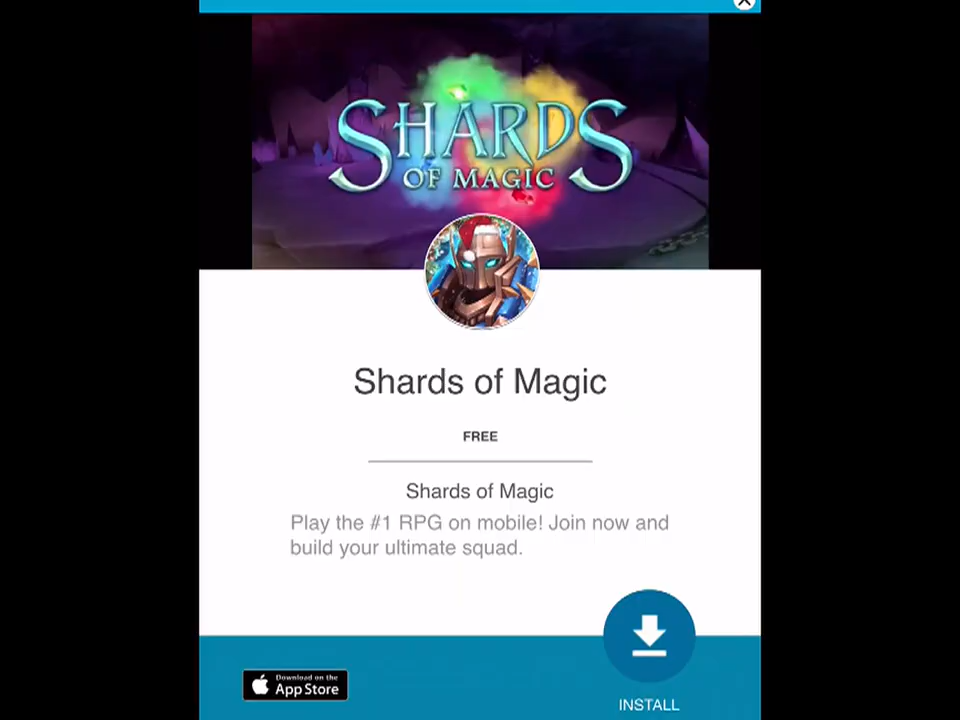 SHARDS
OF MAGIC
Shards of Magic
FREE
Shards of Magic
Play the #1 RPG on mobile! Join now and
build your ultimate squad.
Download on the
App Store
INSTALL